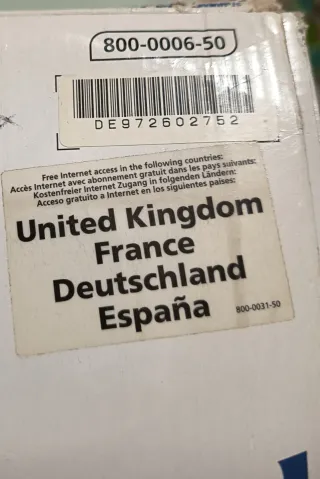 800-0006-50
DE972602752
Free Internet access in the following countries:
Accès Internet avec abonnement gratuit dans les pays suivants:
Kostenfreier Internet Zugang in folgenden Ländern:
Acceso gratuito a Internet en los siguientes países:
United Kingdom
France
Deutschland
España
800-0031-50